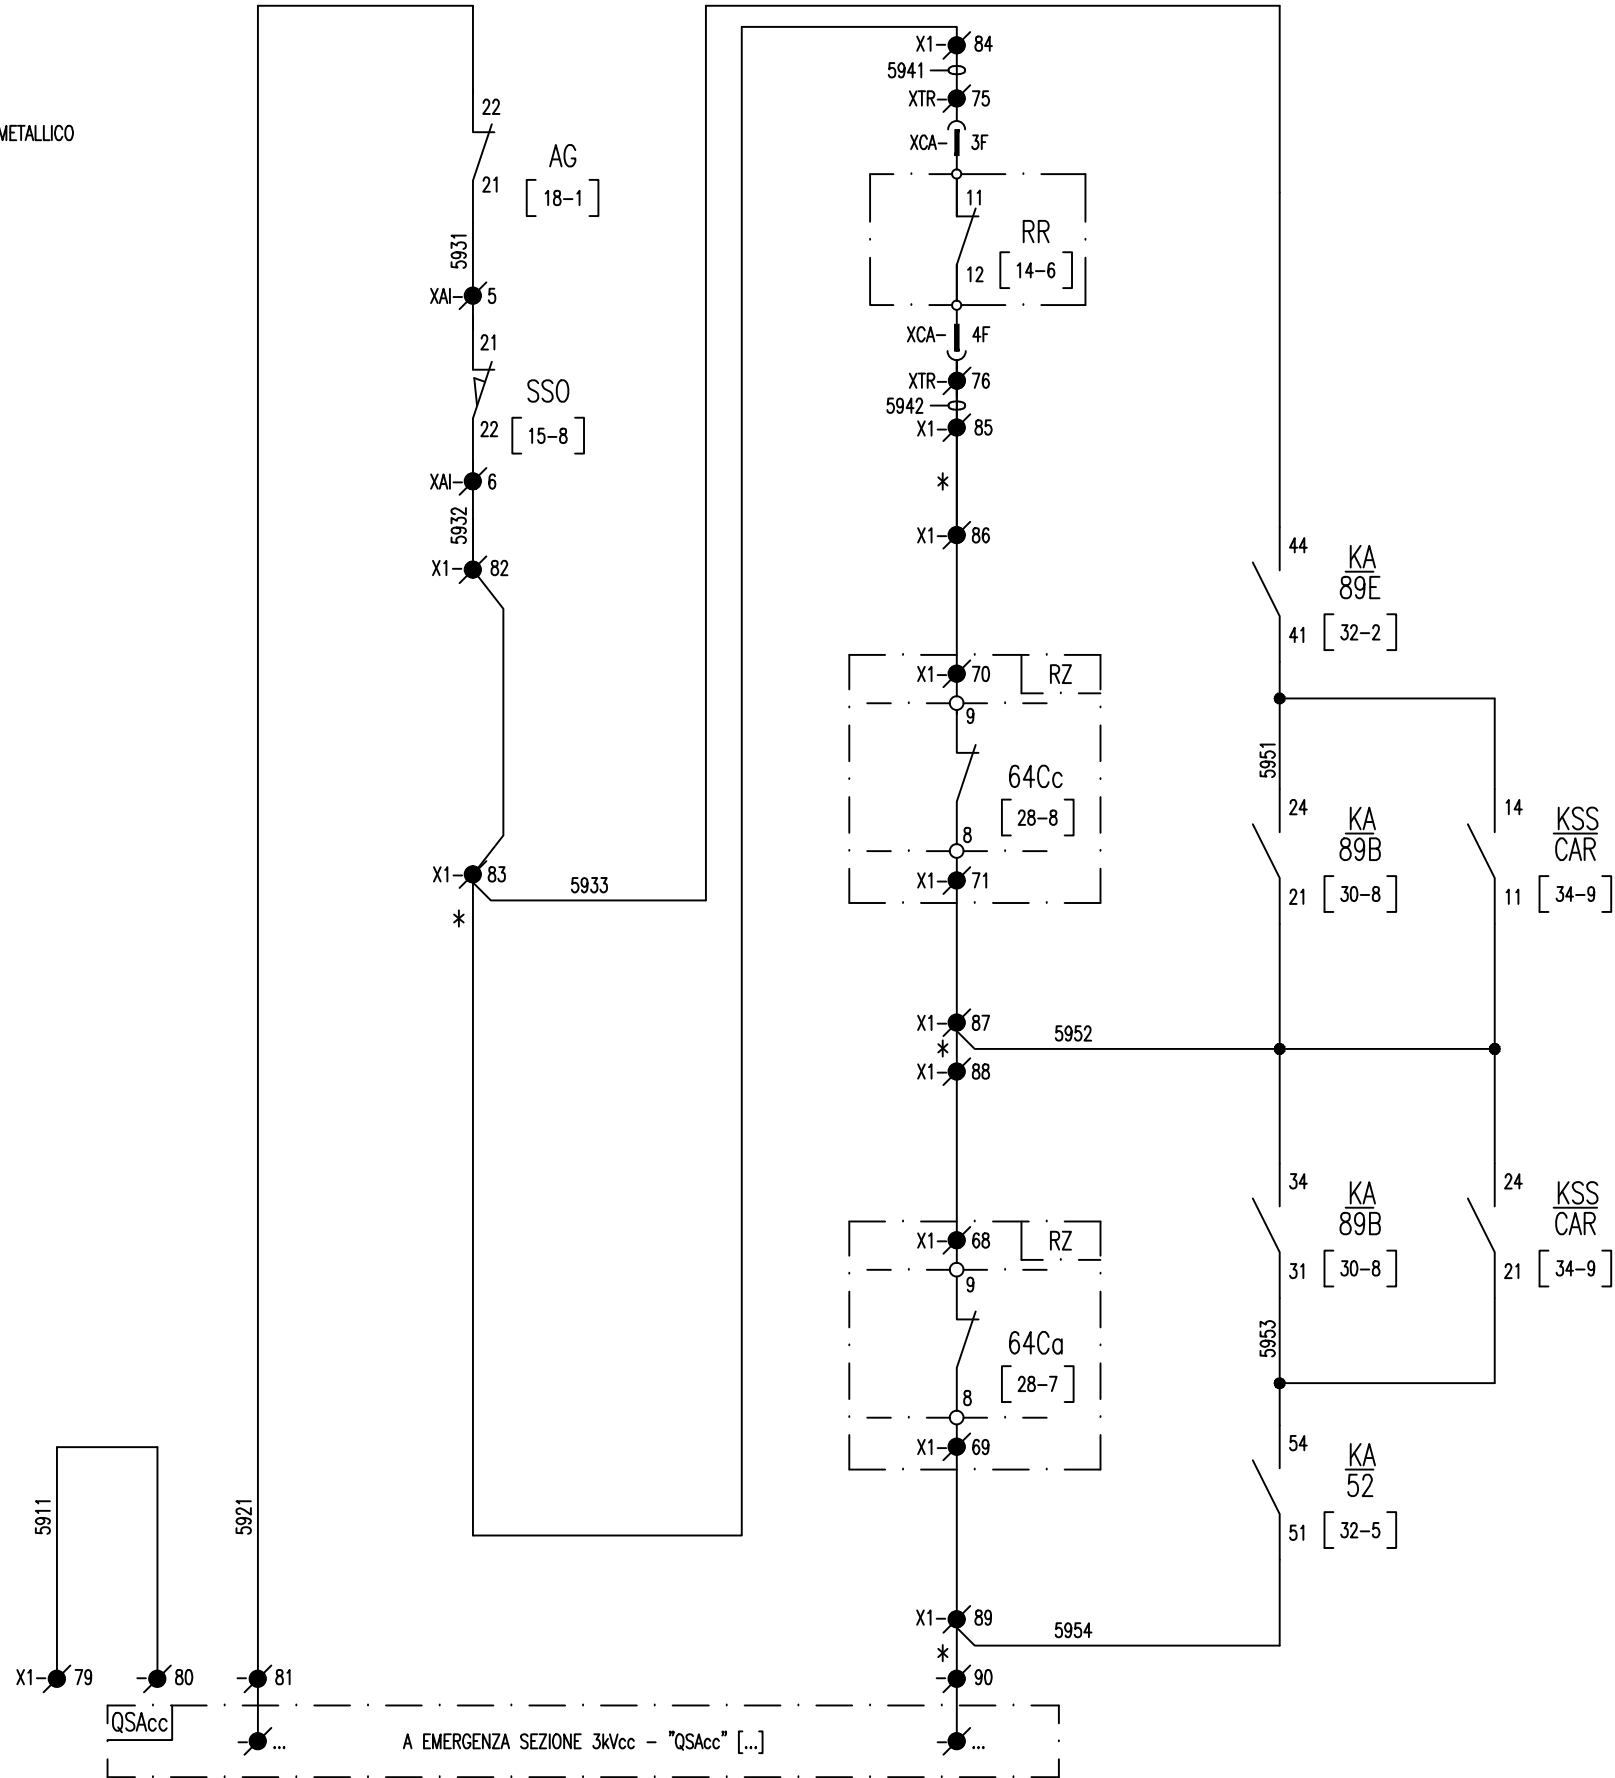 METALLICO
22
AG
21
[ 18-1 ]
5931
XAI- 5
21
SSO
22
[ 15-8 ]
XAI- 6
5932
X1- 82
X1- 83
5933
*
X1- 84
5941
XTR- 75
XCA- 3F
11
RR
12
[ 14-6 ]
XCA- 4F
XTR- 76
5942
X1- 85
*
X1- 86
X1- 70
RZ
9
64Cc
[ 28-8 ]
8
X1- 71
X1- 87
5952
*
X1- 88
X1- 68
RZ
9
64Ca
[ 28-7 ]
8
X1- 69
X1- 89
5954
*
- 90
44
KA
89E
41
[ 32-2 ]
5951
24
KA
89B
21
[ 30-8 ]
14
KSS
CAR
11
[ 34-9 ]
34
KA
89B
31
[ 30-8 ]
24
KSS
CAR
21
[ 34-9 ]
5953
54
KA
52
51
[ 32-5 ]
5911
5921
X1- 79
- 80
- 81
QSAcc
- ...
A EMERGENZA SEZIONE 3kVcc - "QSAcc" [...]
- ...